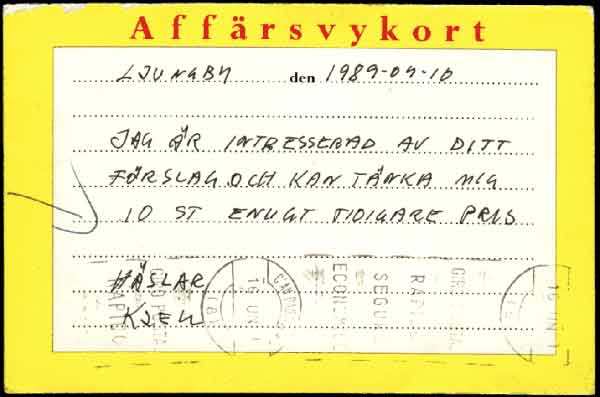 Affärsvykort
LJUNGBY den 1989-09-10
JAG ÄR INTRESSERAD AV DITT
FÖRSLAG OCH KAN TÄNKA MIG
10 ST ENLIGT TIDIGARE PRIS
HÄSLAR
KJELL